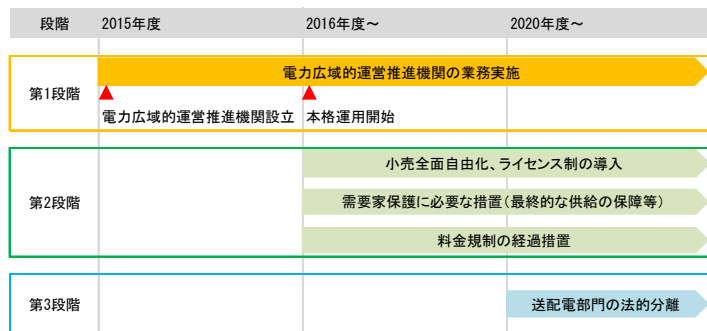 段階 2015年度 2016年度～ 2020年度～
電力広域的運営推進機関の業務実施
第1段階
電力広域的運営推進機関設立 本格運用開始
小売全面自由化、ライセンス制の導入
第2段階 需要家保護に必要な措置（最終的な供給の保障等）
料金規制の経過措置
第3段階 送配電部門の法的分離